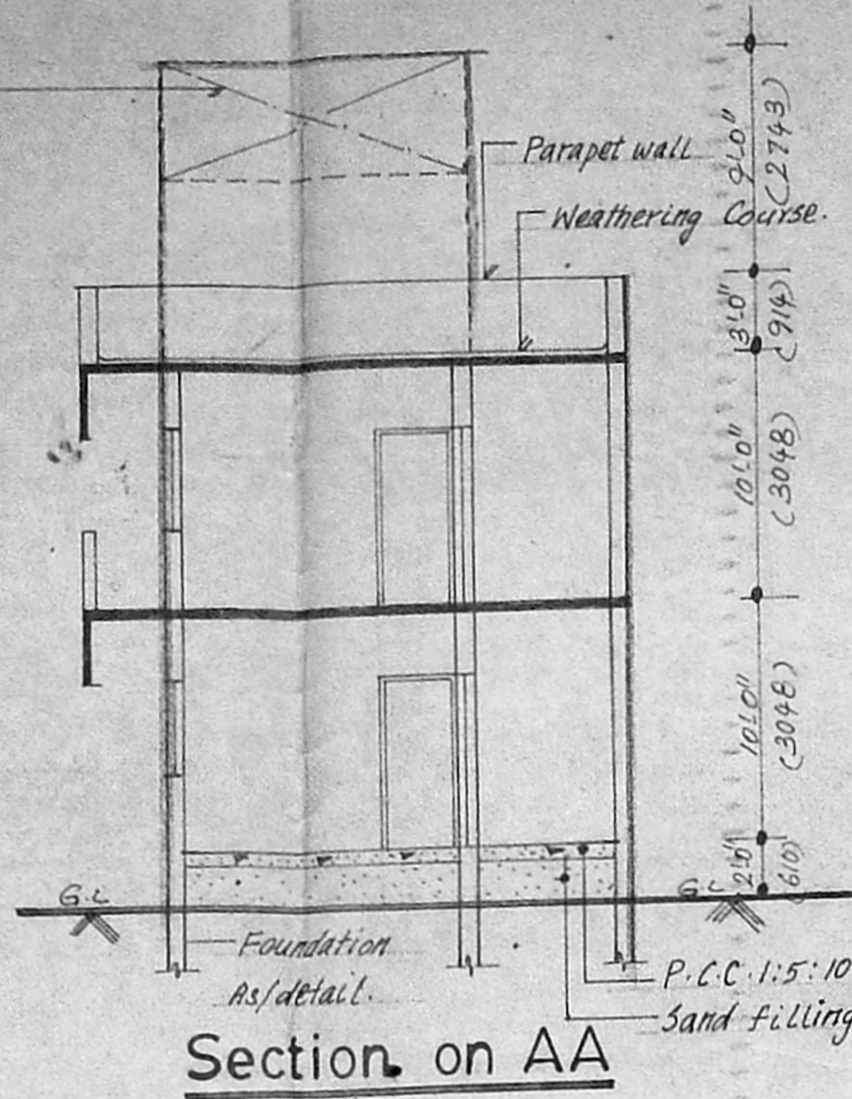 Parapet wall
Weathering Course.
9'-0"
(2743)
3'-0"
(914)
10'-0"
(3048)
10'-0"
(3048)
2'-0"
(610)
G.L
G.L
Foundation
As/detail.
P.C.C. 1:5:10
Sand filling
Section on AA